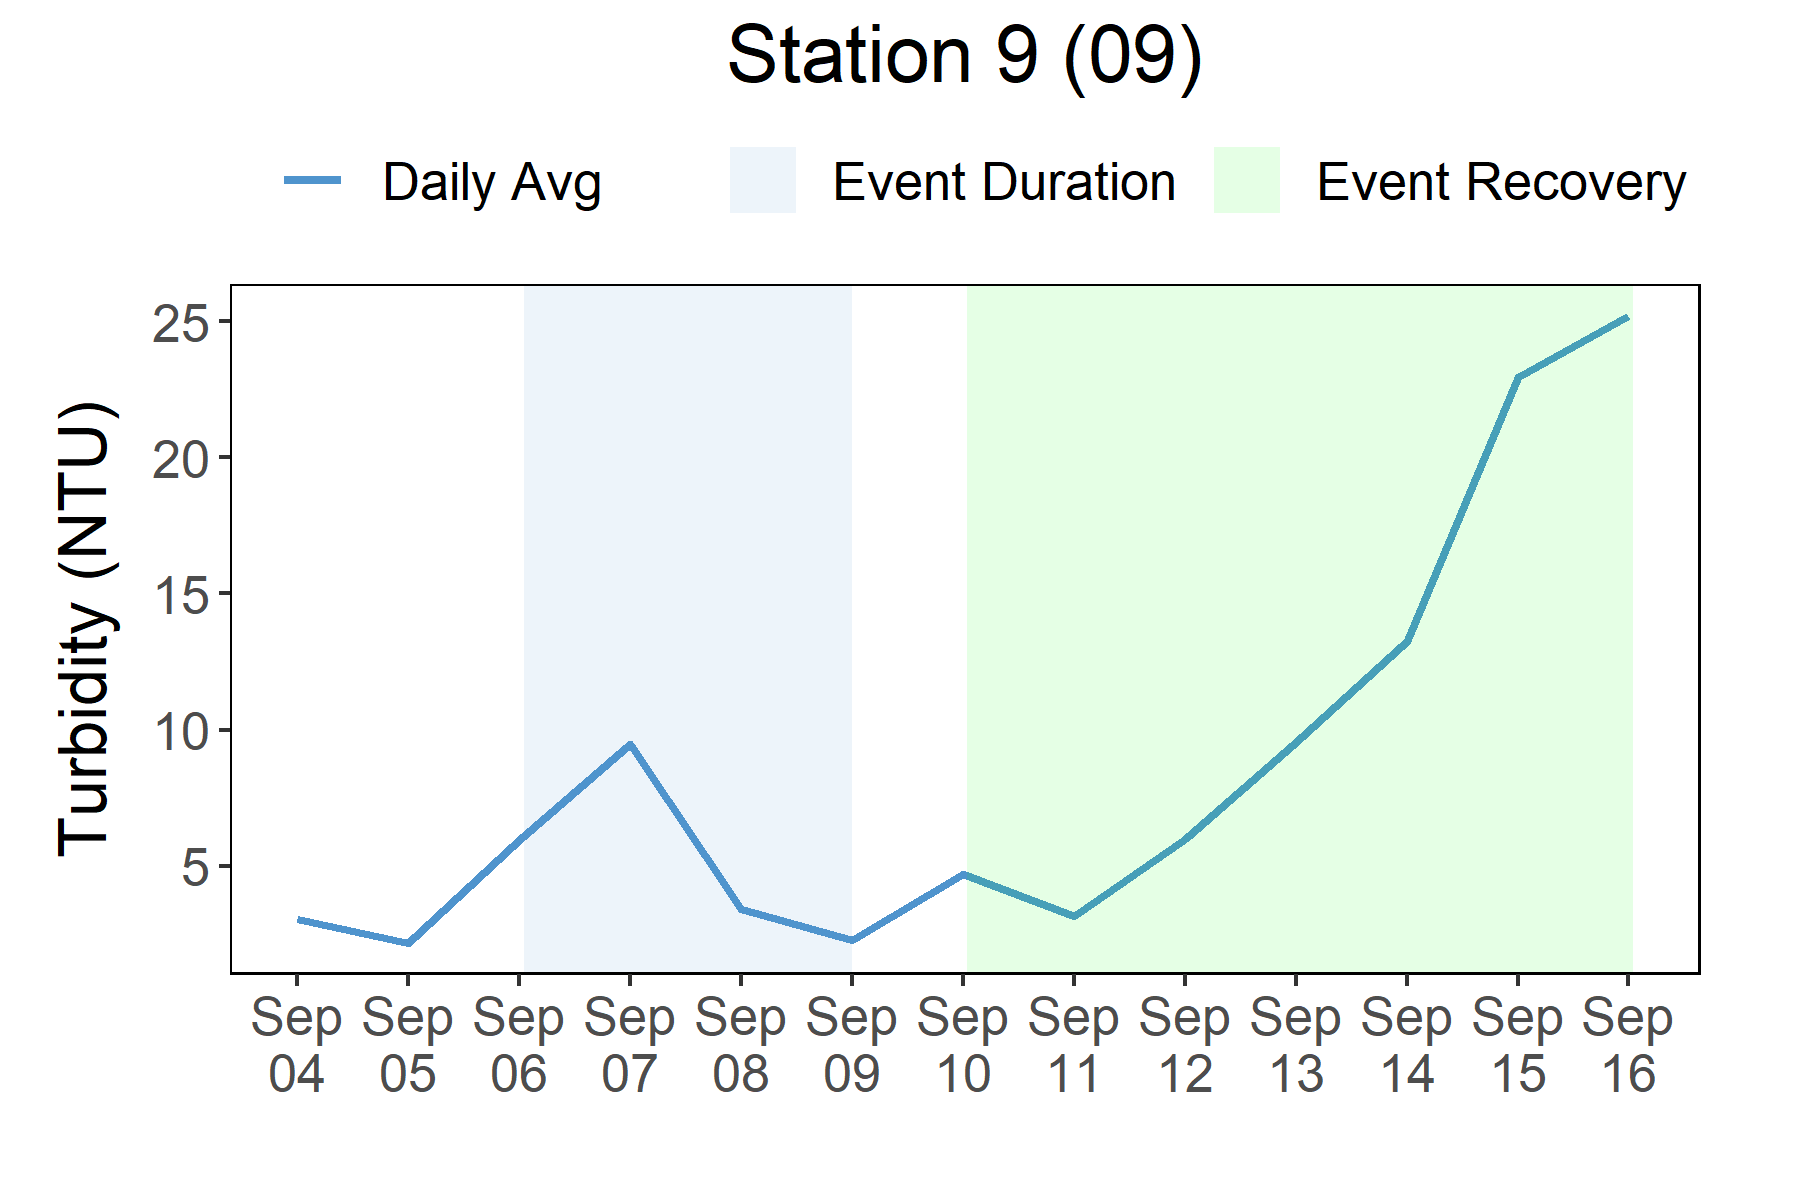 Station 9 (09)
Daily Avg Event Duration Event Recovery
Turbidity (NTU)
25
20
15
10
5
Sep Sep Sep Sep Sep Sep Sep Sep Sep Sep Sep Sep Sep
04 05 06 07 08 09 10 11 12 13 14 15 16